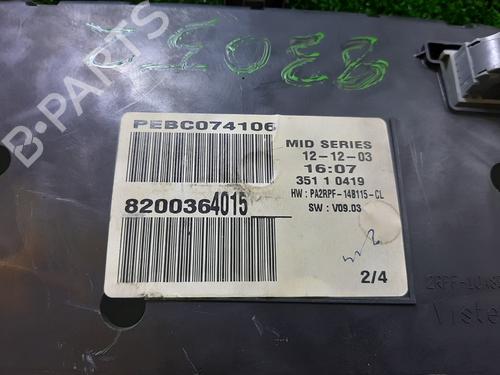 B-PARTS
PEBC074106
MID SERIES
12-12-03
16:07
351 1 0419
HW : PA2RPF-14B115-CL
SW : V09.03
8200364015
2/4